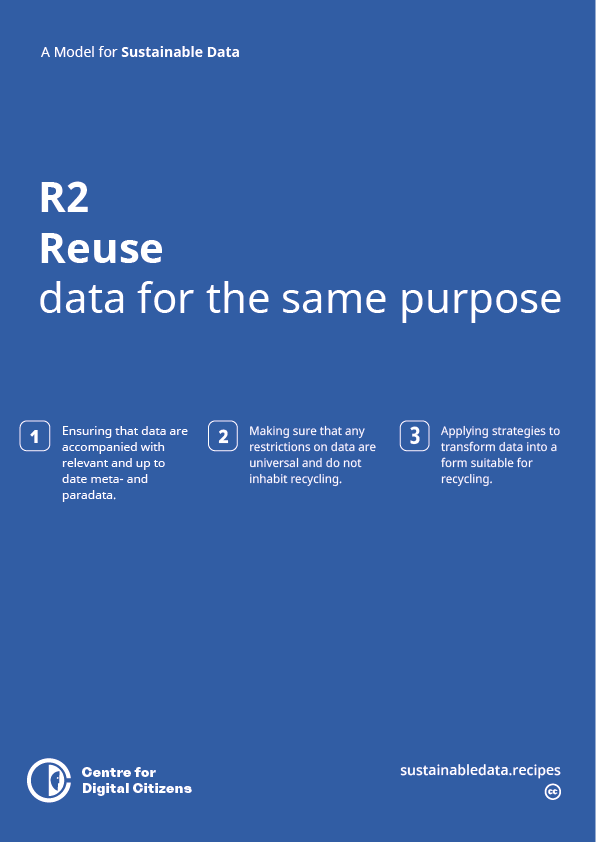 A Model for Sustainable Data
R2
Reuse
data for the same purpose
1
Ensuring that data are
accompanied with
relevant and up to
date meta- and
paradata.
2
Making sure that any
restrictions on data are
universal and do not
inhabit recycling.
3
Applying strategies to
transform data into a
form suitable for
recycling.
Centre for
Digital Citizens
sustainabledata.recipes
cc